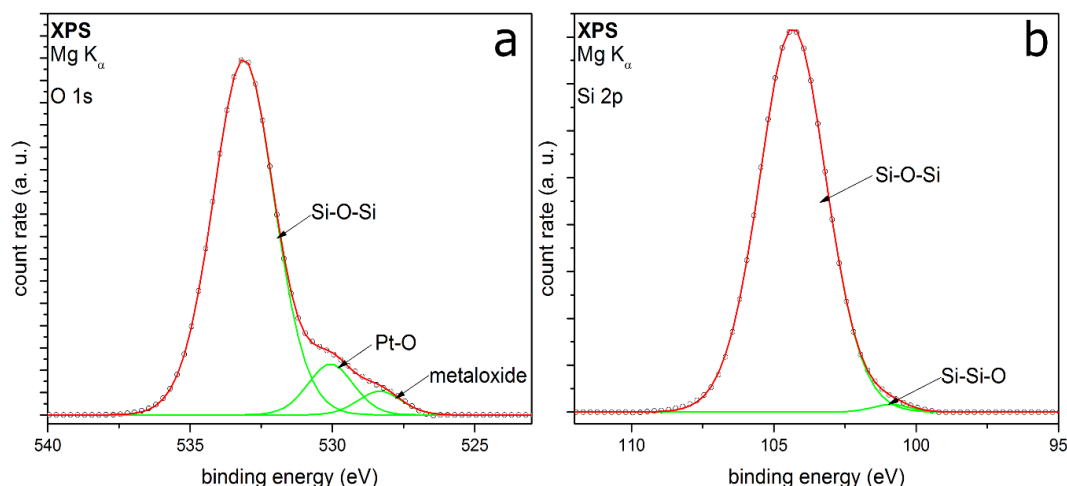 XPS
Mg Kα
O 1s
a
Si-O-Si
Pt-O
metaloxide
count rate (a. u.)
540
535
530
525
binding energy (eV)
XPS
Mg Kα
Si 2p
b
Si-O-Si
Si-Si-O
count rate (a. u.)
110
105
100
95
binding energy (eV)